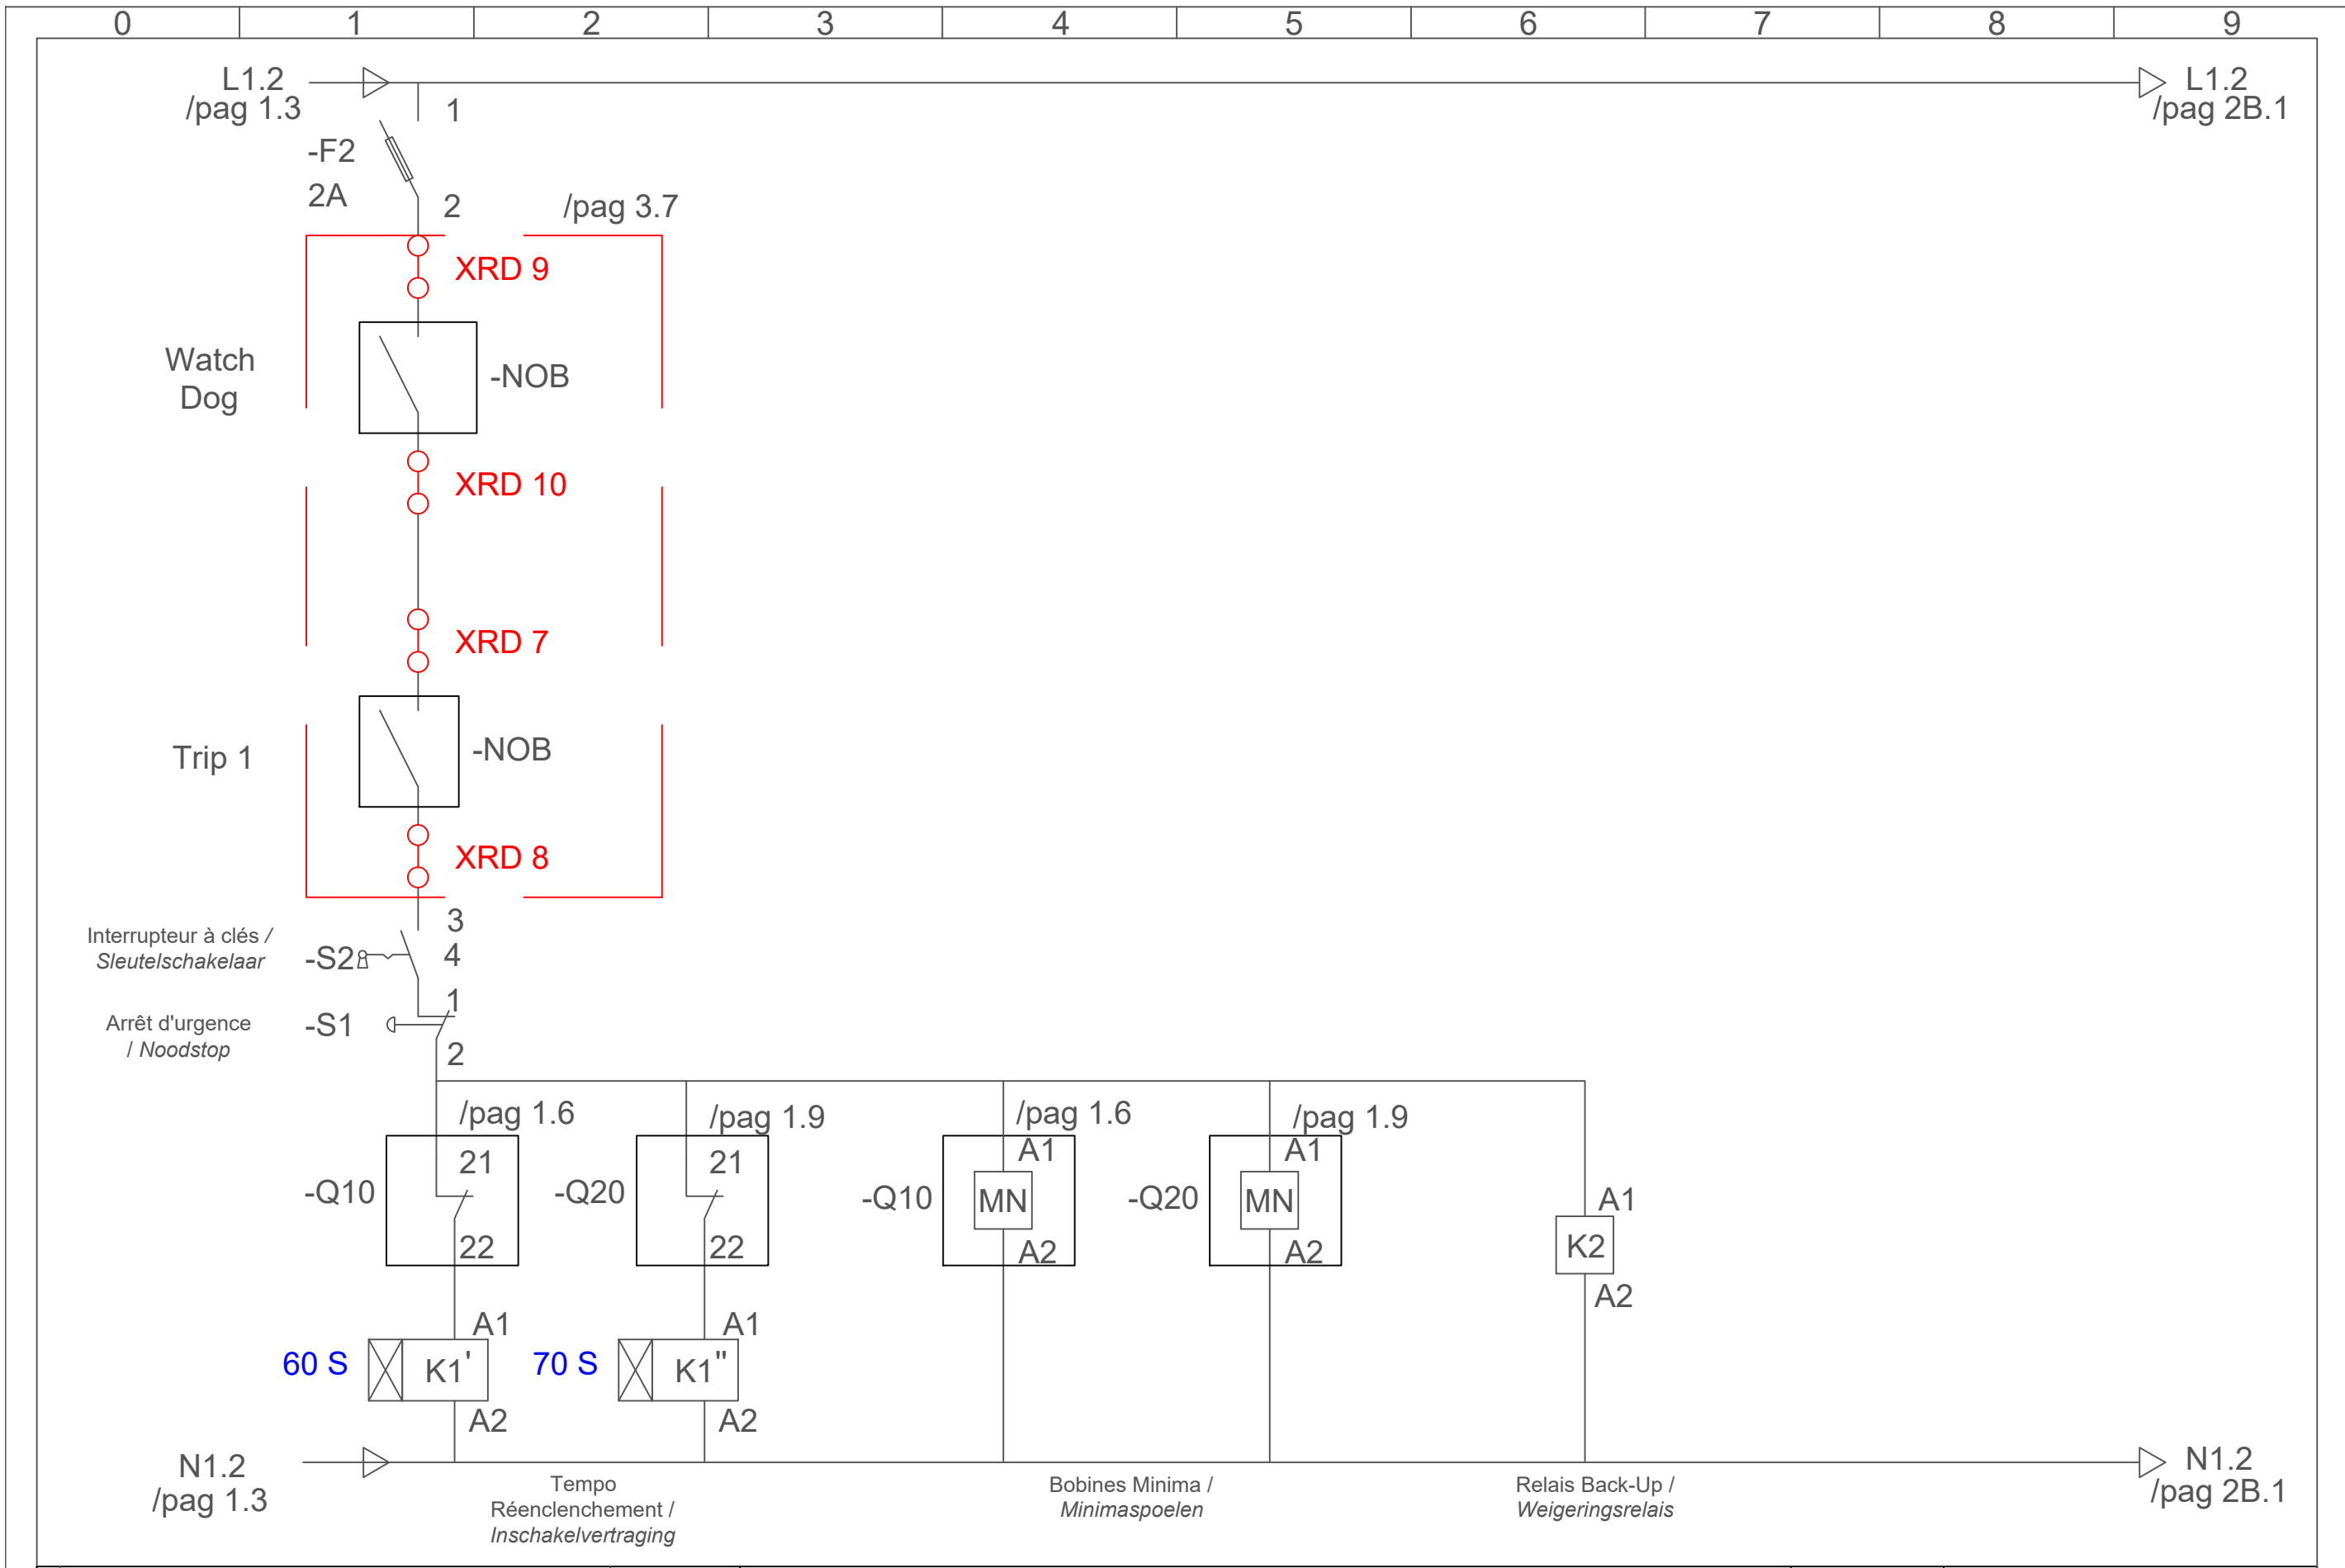 0 1 2 3 4 5 6 7 8 9
L1.2
/pag 1.3
L1.2
/pag 2B.1
1
-F2
2A
2
/pag 3.7
XRD 9
Watch
Dog
-NOB
XRD 10
XRD 7
Trip 1
-NOB
XRD 8
3
Interrupteur à clés /
Sleutelschakelaar
-S2
4
1
Arrêt d'urgence
/ Noodstop
-S1
2
/pag 1.6
/pag 1.9
/pag 1.6
/pag 1.9
-Q10
21
22
-Q20
21
22
-Q10
A1
MN
A2
-Q20
A1
MN
A2
A1
K2
A2
60 S
A1
K1'
A2
70 S
A1
K1"
A2
N1.2
/pag 1.3
Tempo
Réenclenchement /
Inschakelvertraging
Bobines Minima /
Minimaspoelen
Relais Back-Up /
Weigeringsrelais
N1.2
/pag 2B.1